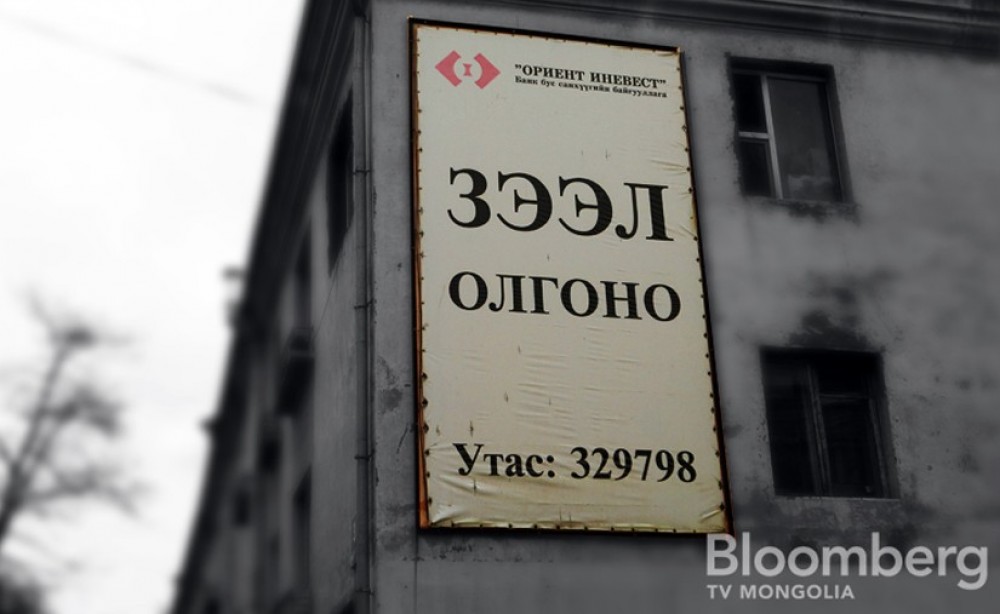 "ОРИЕНТ ИНЕВЕСТ"
Банк бус санхүүгийн байгууллага
ЗЭЭЛ
ОЛГОНО
Утас: 329798
Bloomberg
TV MONGOLIA